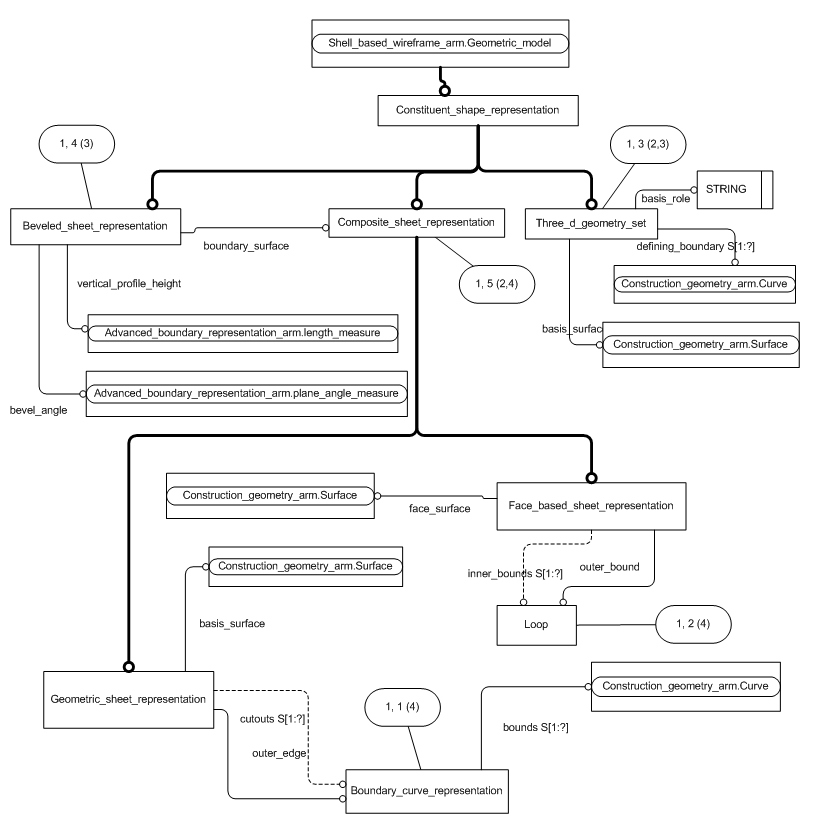 Shell_based_wireframe_arm.Geometric_model
Constituent_shape_representation
1, 4 (3)
1, 3 (2,3)
STRING
basis_role
Beveled_sheet_representation
boundary_surface
Composite_sheet_representation
Three_d_geometry_set
defining_boundary S[1:?]
1, 5 (2,4)
vertical_profile_height
Construction_geometry_arm.Curve
Advanced_boundary_representation_arm.length_measure
basis_surfac
Construction_geometry_arm.Surface
Advanced_boundary_representation_arm.plane_angle_measure
bevel_angle
Construction_geometry_arm.Surface
face_surface
Face_based_sheet_representation
Construction_geometry_arm.Surface
inner_bounds S[1:?]
outer_bound
basis_surface
Loop
1, 2 (4)
Geometric_sheet_representation
Construction_geometry_arm.Curve
cutouts S[1:?]
1, 1 (4)
bounds S[1:?]
outer_edge
Boundary_curve_representation